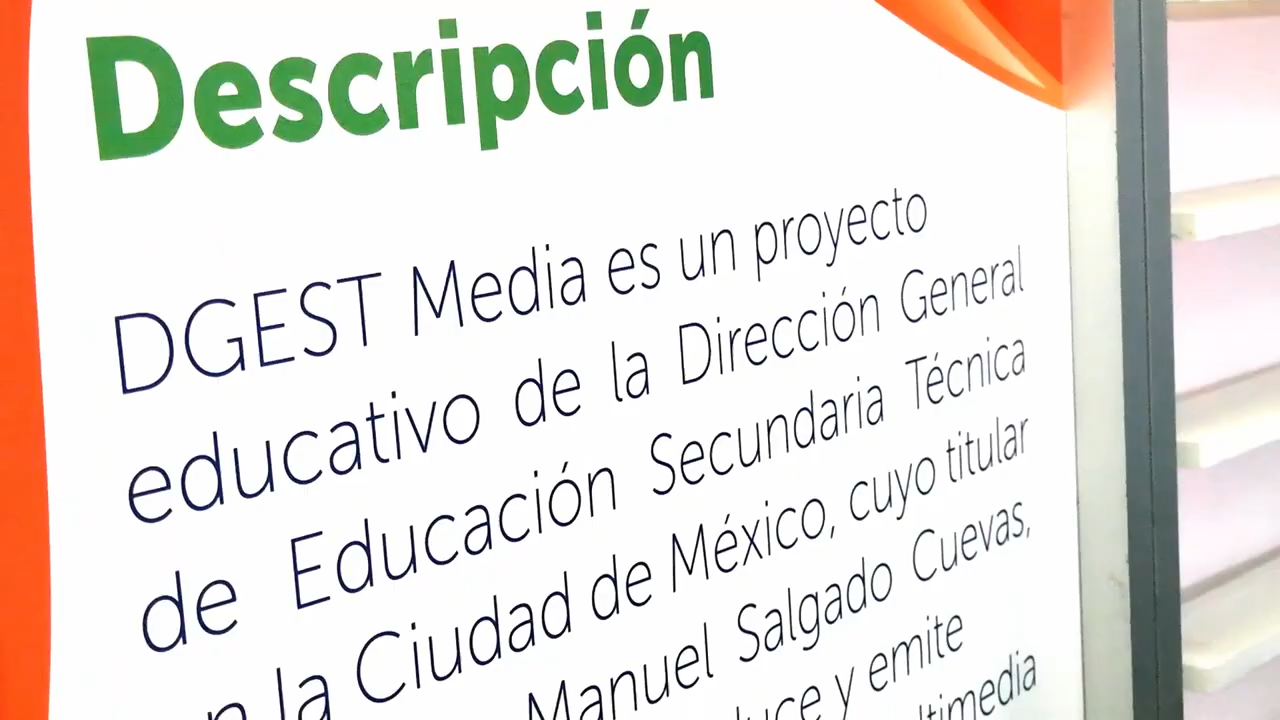 Descripción
DGEST Media es un proyecto
educativo de la Dirección General
de Educación Secundaria Técnica
en la Ciudad de México, cuyo titular
Manuel Salgado Cuevas,
y emite